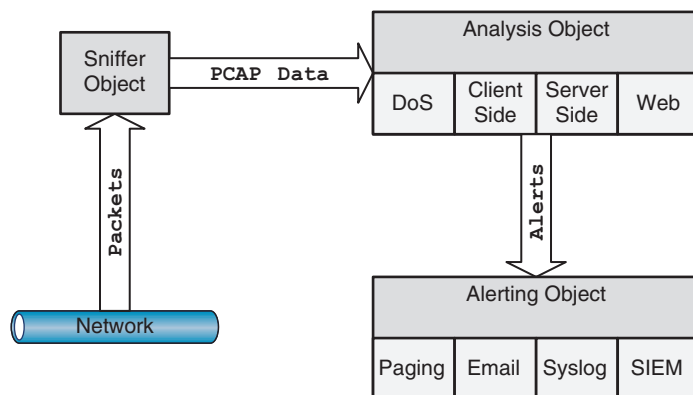 Sniffer
Object
PCAP Data
Analysis Object
DoS
Client
Side
Server
Side
Web
Packets
Alerts
Network
Alerting Object
Paging
Email
Syslog
SIEM